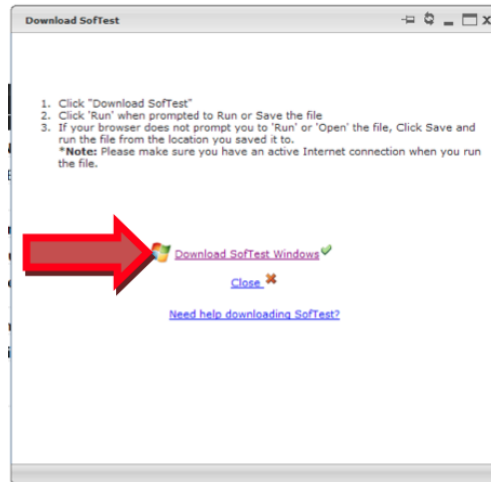 Download SofTest
1. Click "Download SofTest"
2. Click 'Run' when prompted to Run or Save the file
3. If your browser does not prompt you to 'Run' or 'Open' the file, Click Save and
run the file from the location you saved it to.
*Note: Please make sure you have an active Internet connection when you run
the file.
Download SofTest Windows
Close
Need help downloading SofTest?